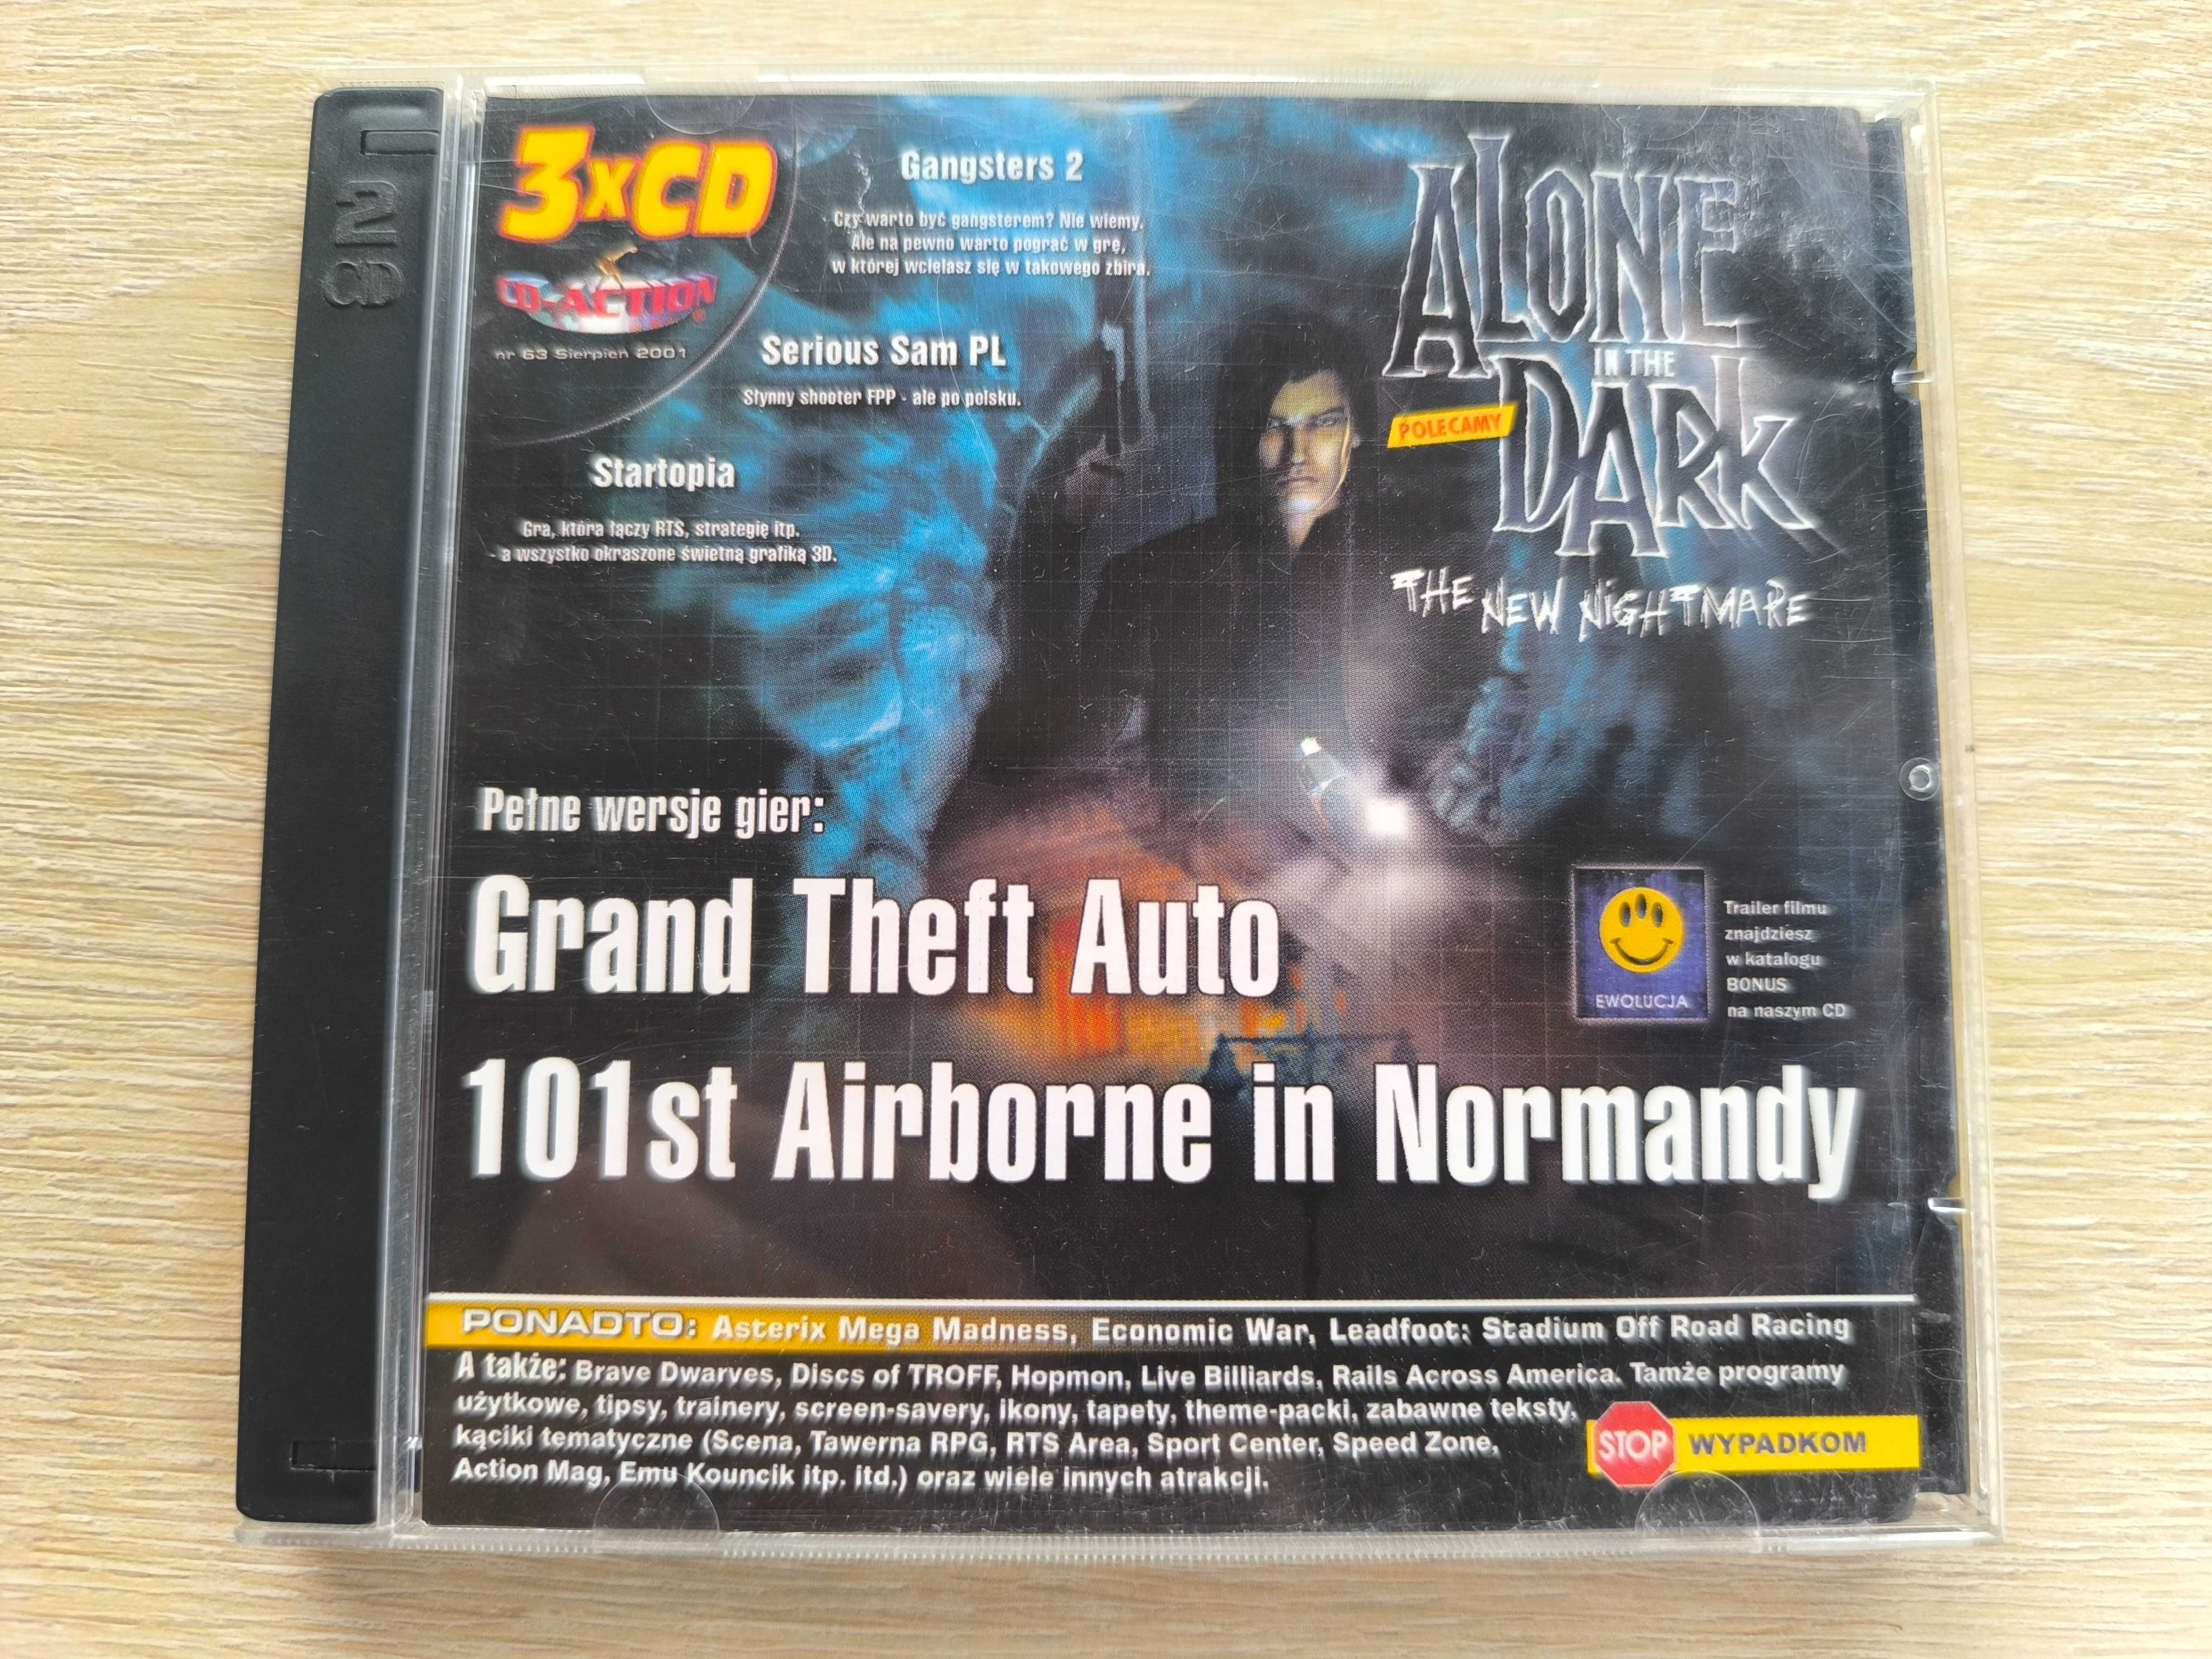 3xCD
CD-ACTION®
nr 63 Sierpień 2001
Gangsters 2
Czy warto być gangsterem? Nie wiemy.
Ale na pewno warto pograć w grę,
w której wcielasz się w takowego zbira.
Serious Sam PL
Słynny shooter FPP - ale po polsku.
Startopia
Gra, która łączy RTS, strategię itp.
- a wszystko okraszone świetną grafiką 3D.
ALONE
IN THE
DARK
POLECAMY
THE NEW NIGHTMARE
Pełne wersje gier:
Grand Theft Auto
101st Airborne in Normandy
EWOLUCJA
Trailer filmu
znajdziesz
w katalogu
BONUS
na naszym CD
PONADTO: Asterix Mega Madness, Economic War, Leadfoot: Stadium Off Road Racing
A także: Brave Dwarves, Discs of TROFF, Hopmon, Live Billiards, Rails Across America. Tamże programy
użytkowe, tipsy, trainery, screen-savery, ikony, tapety, theme-packi, zabawne teksty,
kąciki tematyczne (Scena, Tawerna RPG, RTS Area, Sport Center, Speed Zone,
Action Mag, Emu Kouncik itp. itd.) oraz wiele innych atrakcji.
STOP WYPADKOM